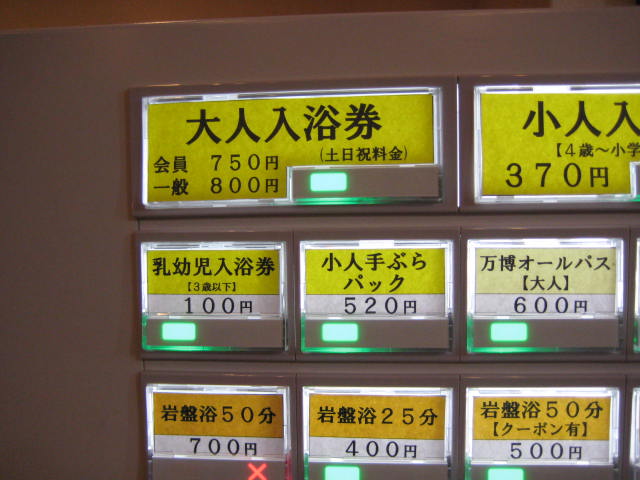 大人入浴券
(土日祝料金)
会員 750円
一般 800円
小人入
【4歳～小学
370円
乳幼児入浴券
【3歳以下】
100円
小人手ぶら
パック
520円
万博オールパス
【大人】
600円
岩盤浴50分
700円
岩盤浴25分
400円
岩盤浴50分
【クーポン有】
500円